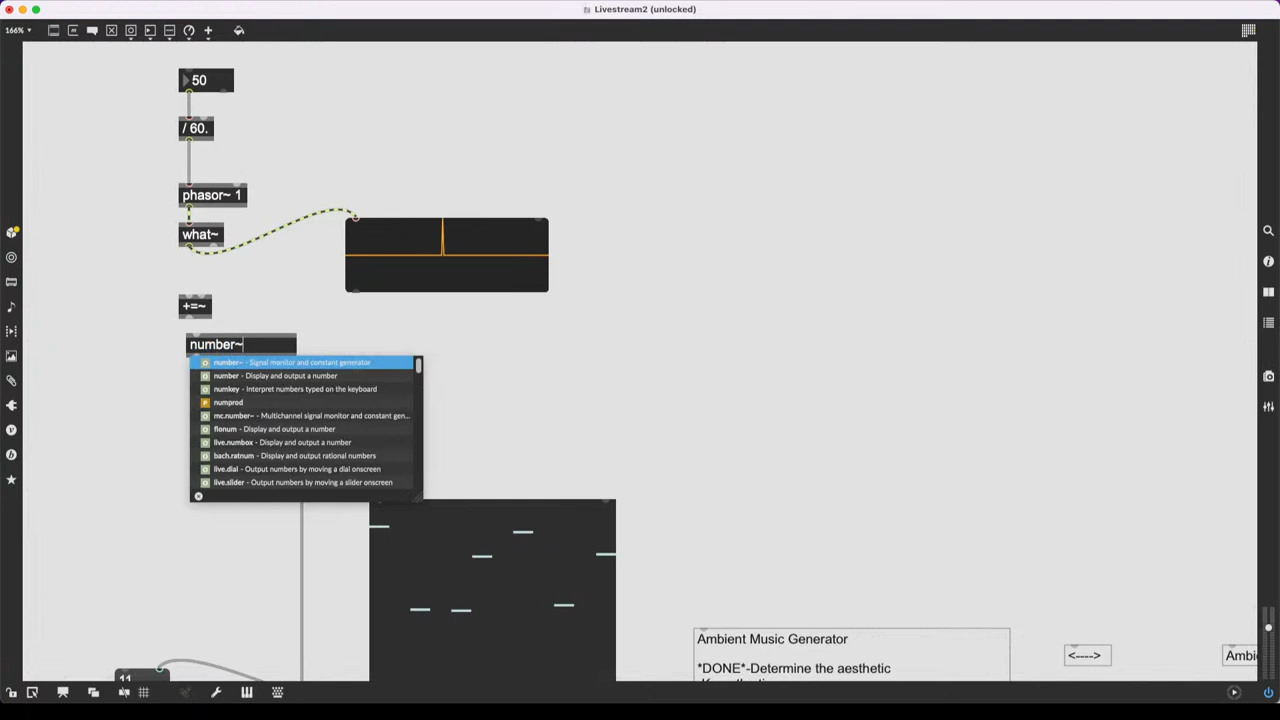 Livestream2 (unlocked)
166%
50
/ 60.
phasor~ 1
what~
+=~
number~
number~ - Signal monitor and constant generator
number - Display and output a number
numkey - Interpret numbers typed on the keyboard
numprod
mc.number~ - Multichannel signal monitor and constant gen...
flonum - Display and output a number
live.numbox - Display and output a number
bach.ratnum - Display and output rational numbers
live.dial - Output numbers by moving a dial onscreen
live.slider - Output numbers by moving a slider onscreen
Ambient Music Generator
<---->
Ambi
*DONE*-Determine the aesthetic
11